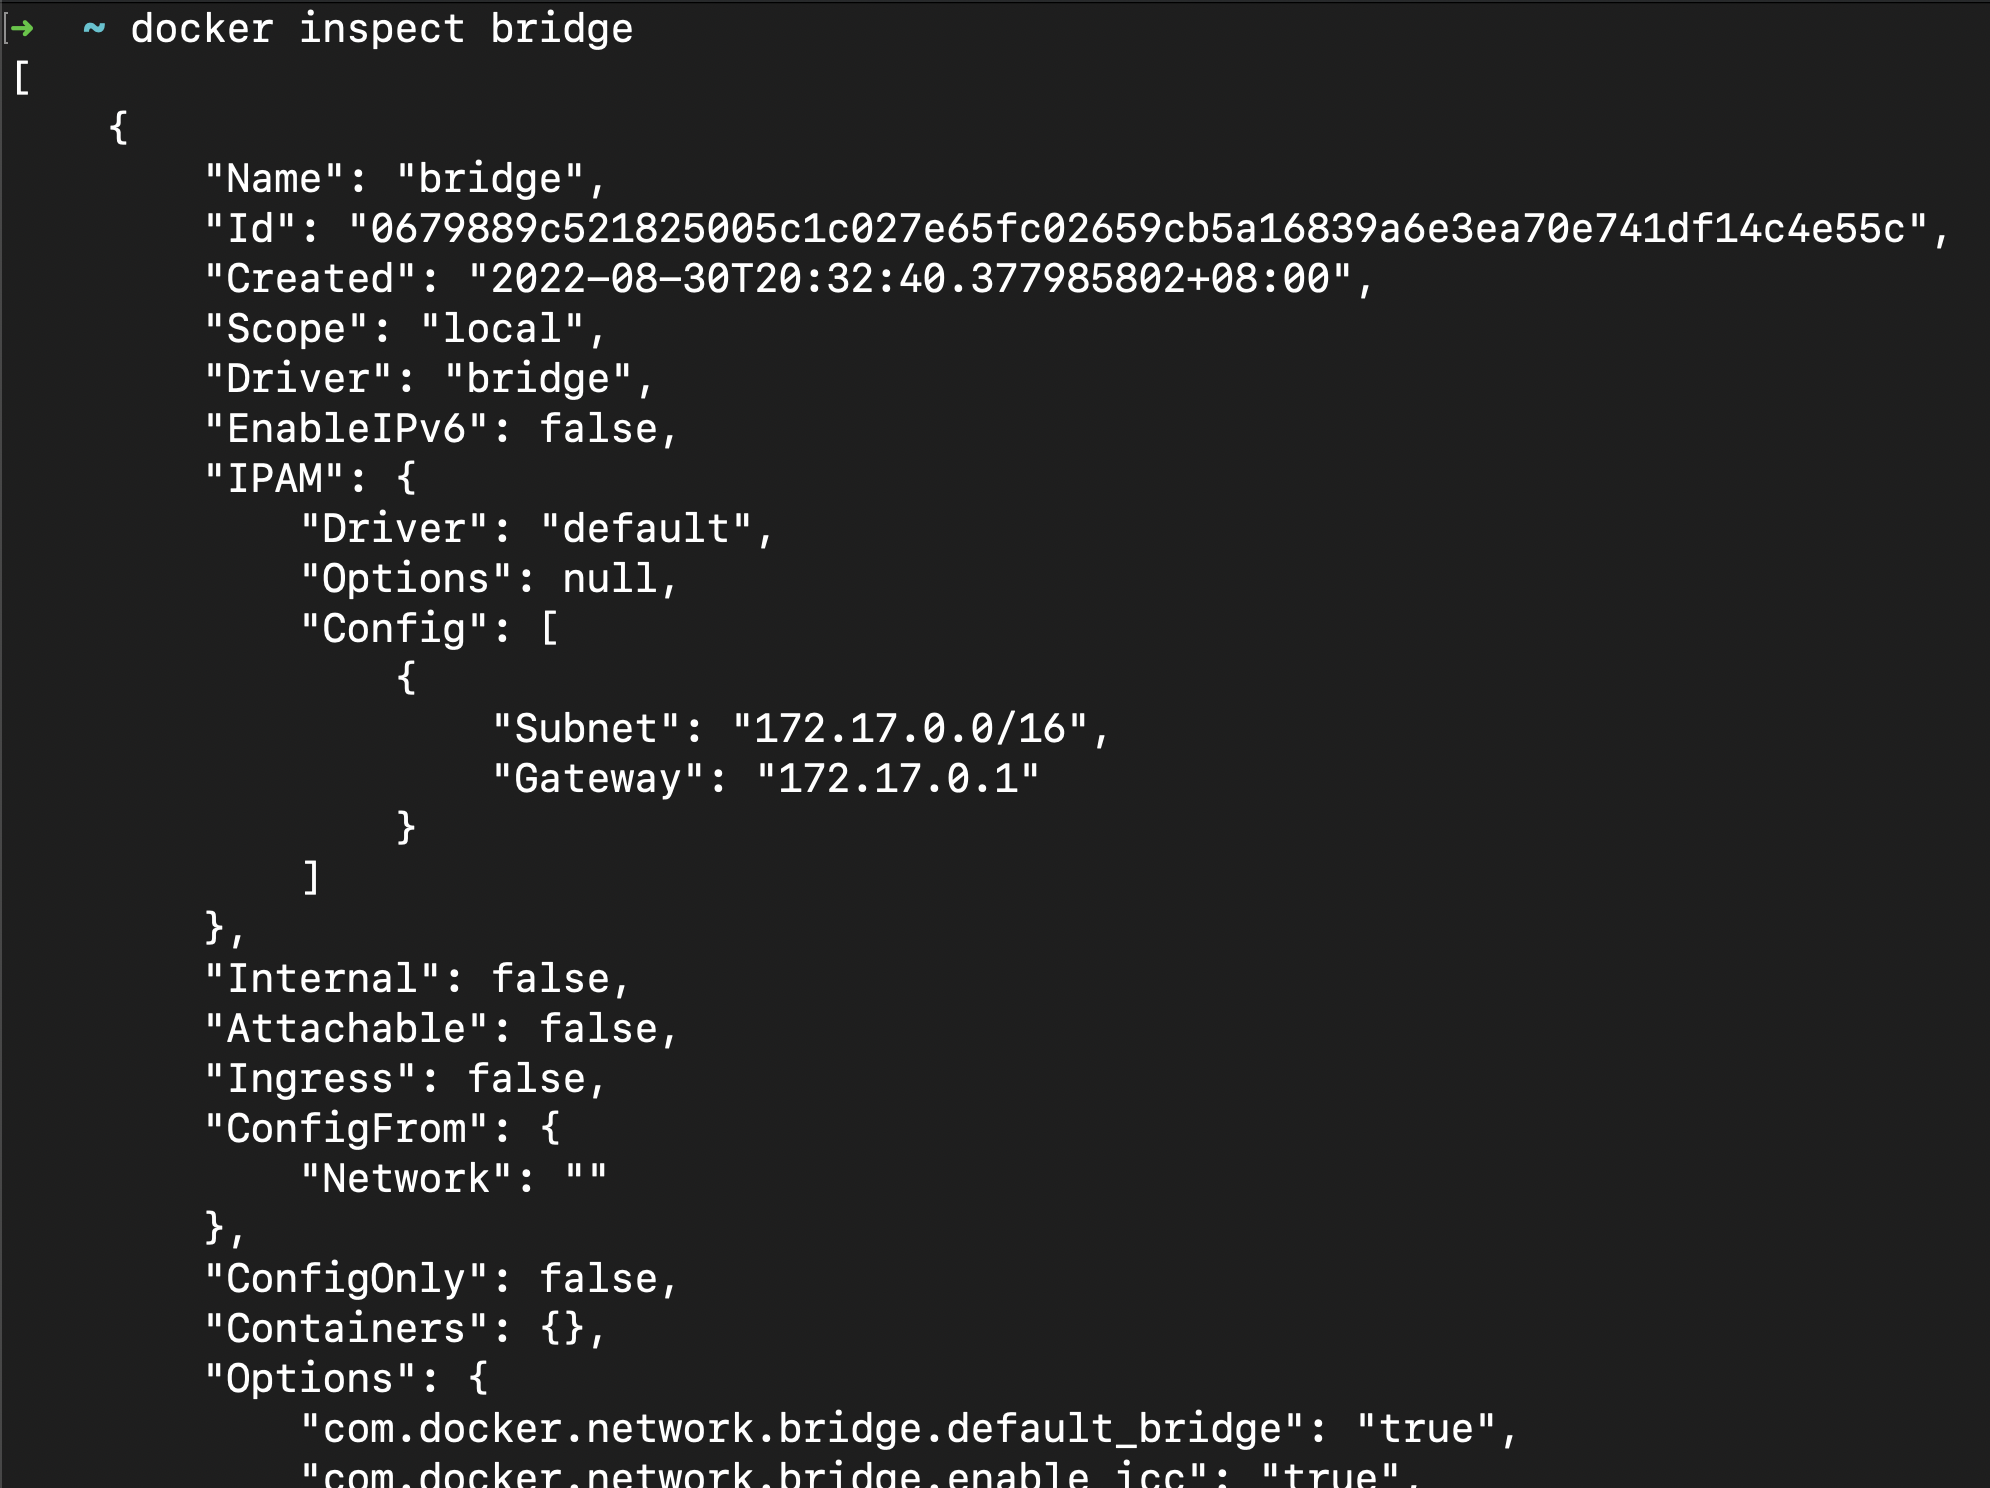 → ~ docker inspect bridge
[
    {
        "Name": "bridge",
        "Id": "0679889c521825005c1c027e65fc02659cb5a16839a6e3ea70e741df14c4e55c",
        "Created": "2022-08-30T20:32:40.377985802+08:00",
        "Scope": "local",
        "Driver": "bridge",
        "EnableIPv6": false,
        "IPAM": {
            "Driver": "default",
            "Options": null,
            "Config": [
                {
                    "Subnet": "172.17.0.0/16",
                    "Gateway": "172.17.0.1"
                }
            ]
        },
        "Internal": false,
        "Attachable": false,
        "Ingress": false,
        "ConfigFrom": {
            "Network": ""
        },
        "ConfigOnly": false,
        "Containers": {},
        "Options": {
            "com.docker.network.bridge.default_bridge": "true",
            "com.docker.network.bridge.enable_icc": "true",